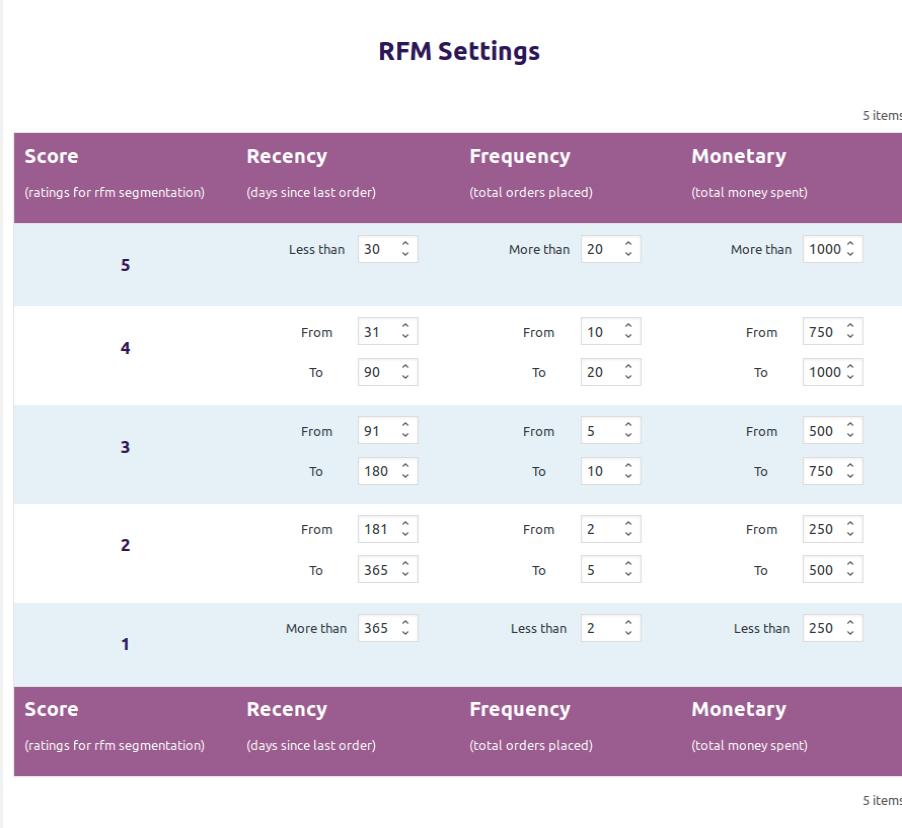 RFM Settings
5 items
Score Recency Frequency Monetary
(ratings for rfm segmentation) (days since last order) (total orders placed) (total money spent)
Less than 30 More than 20 More than 1000
5
From 31 From 10 From 750
4
To 90 To 20 To 1000
From 91 From 5 From 500
3
To 180 To 10 To 750
From 181 From 2 From 250
2
To 365 To 5 To 500
More than 365 Less than 2 Less than 250
1
Score Recency Frequency Monetary
(ratings for rfm segmentation) (days since last order) (total orders placed) (total money spent)
5 items